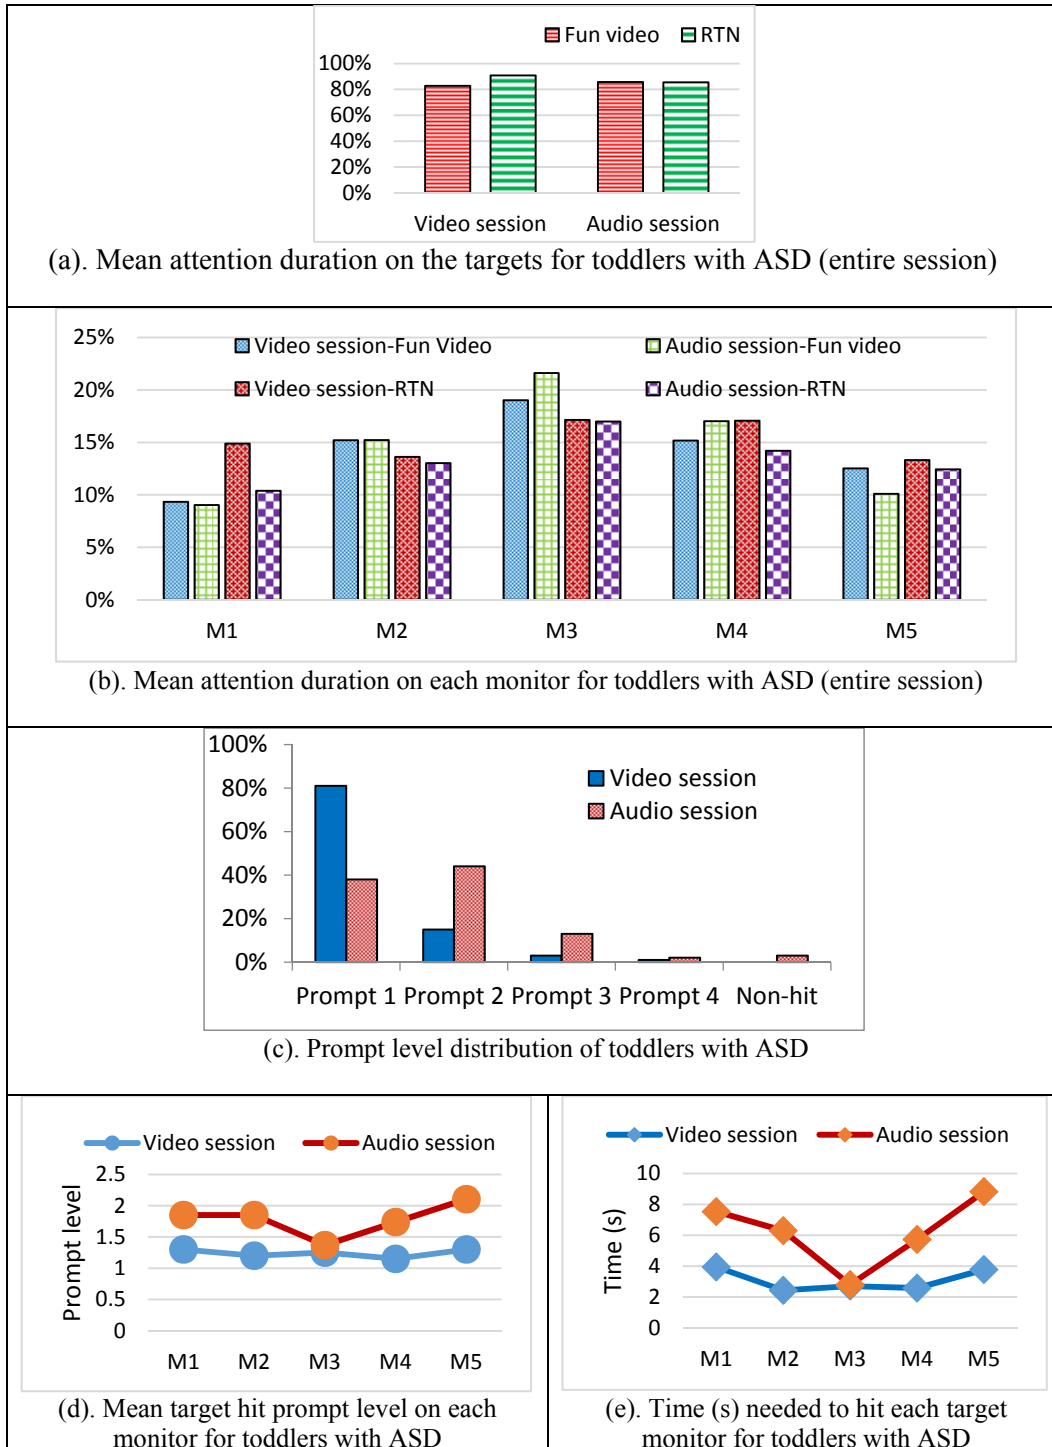 Fun video RTN
100%
80%
60%
40%
20%
0%
Video session Audio session
(a). Mean attention duration on the targets for toddlers with ASD (entire session)
25%
20%
15%
10%
5%
0%
Video session-Fun Video Audio session-Fun video
Video session-RTN Audio session-RTN
M1 M2 M3 M4 M5
(b). Mean attention duration on each monitor for toddlers with ASD (entire session)
100%
80%
60%
40%
20%
0%
Video session
Audio session
Prompt 1 Prompt 2 Prompt 3 Prompt 4 Non-hit
(c). Prompt level distribution of toddlers with ASD
Video session Audio session
Prompt level
2.5
2
1.5
1
0.5
0
M1 M2 M3 M4 M5
(d). Mean target hit prompt level on each
monitor for toddlers with ASD
Video session Audio session
Time (s)
10
8
6
4
2
0
M1 M2 M3 M4 M5
(e). Time (s) needed to hit each target
monitor for toddlers with ASD